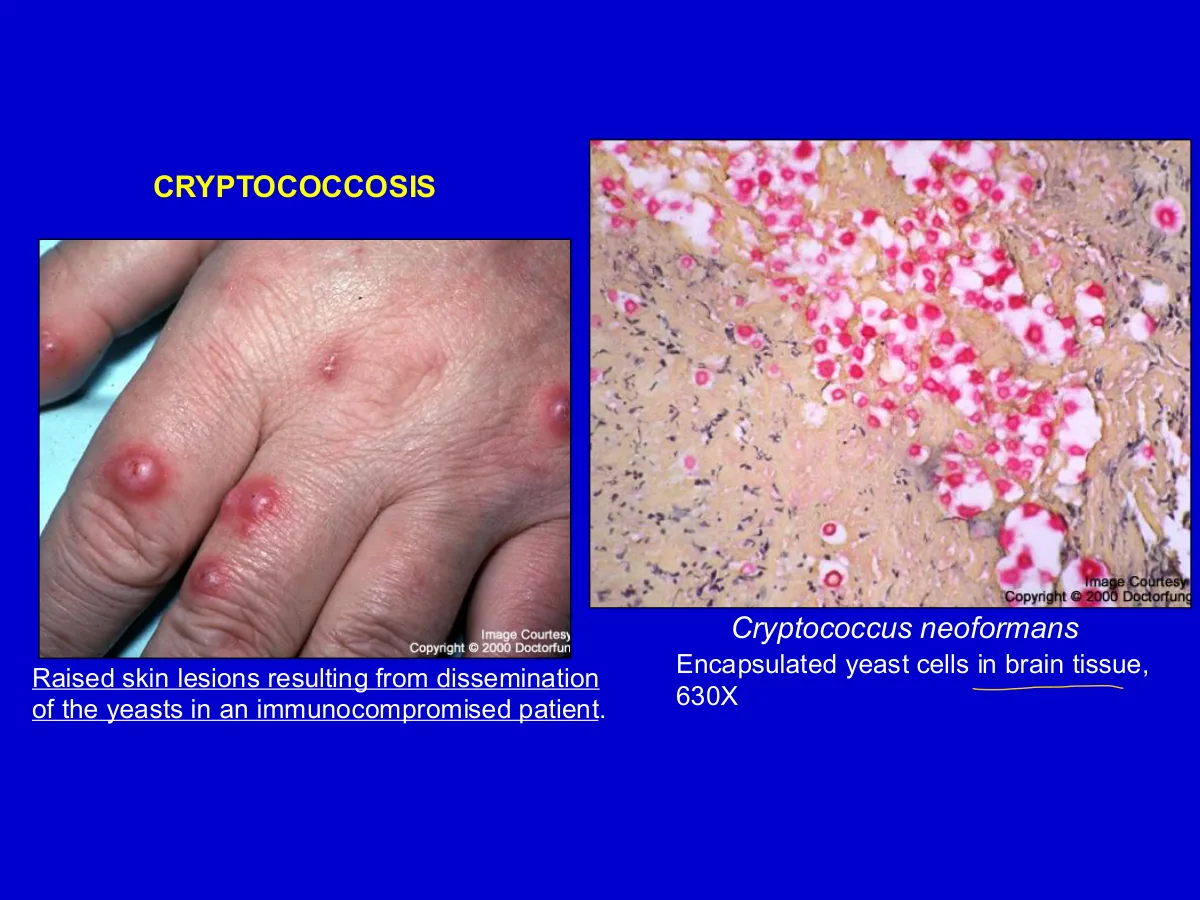 CRYPTOCOCCOSIS
Image Courtesy
Copyright © 2000 Doctorfun
Raised skin lesions resulting from dissemination
of the yeasts in an immunocompromised patient.
Image Courtesy
Copyright © 2000 Doctorfung
Cryptococcus neoformans
Encapsulated yeast cells in brain tissue,
630X